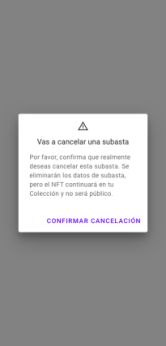 Vas a cancelar una subasta
Por favor, confirma que realmente
deseas cancelar esta subasta. Se
eliminarán los datos de subasta,
pero el NFT continuará en tu
Colección y no será público.
CONFIRMAR CANCELACIÓN